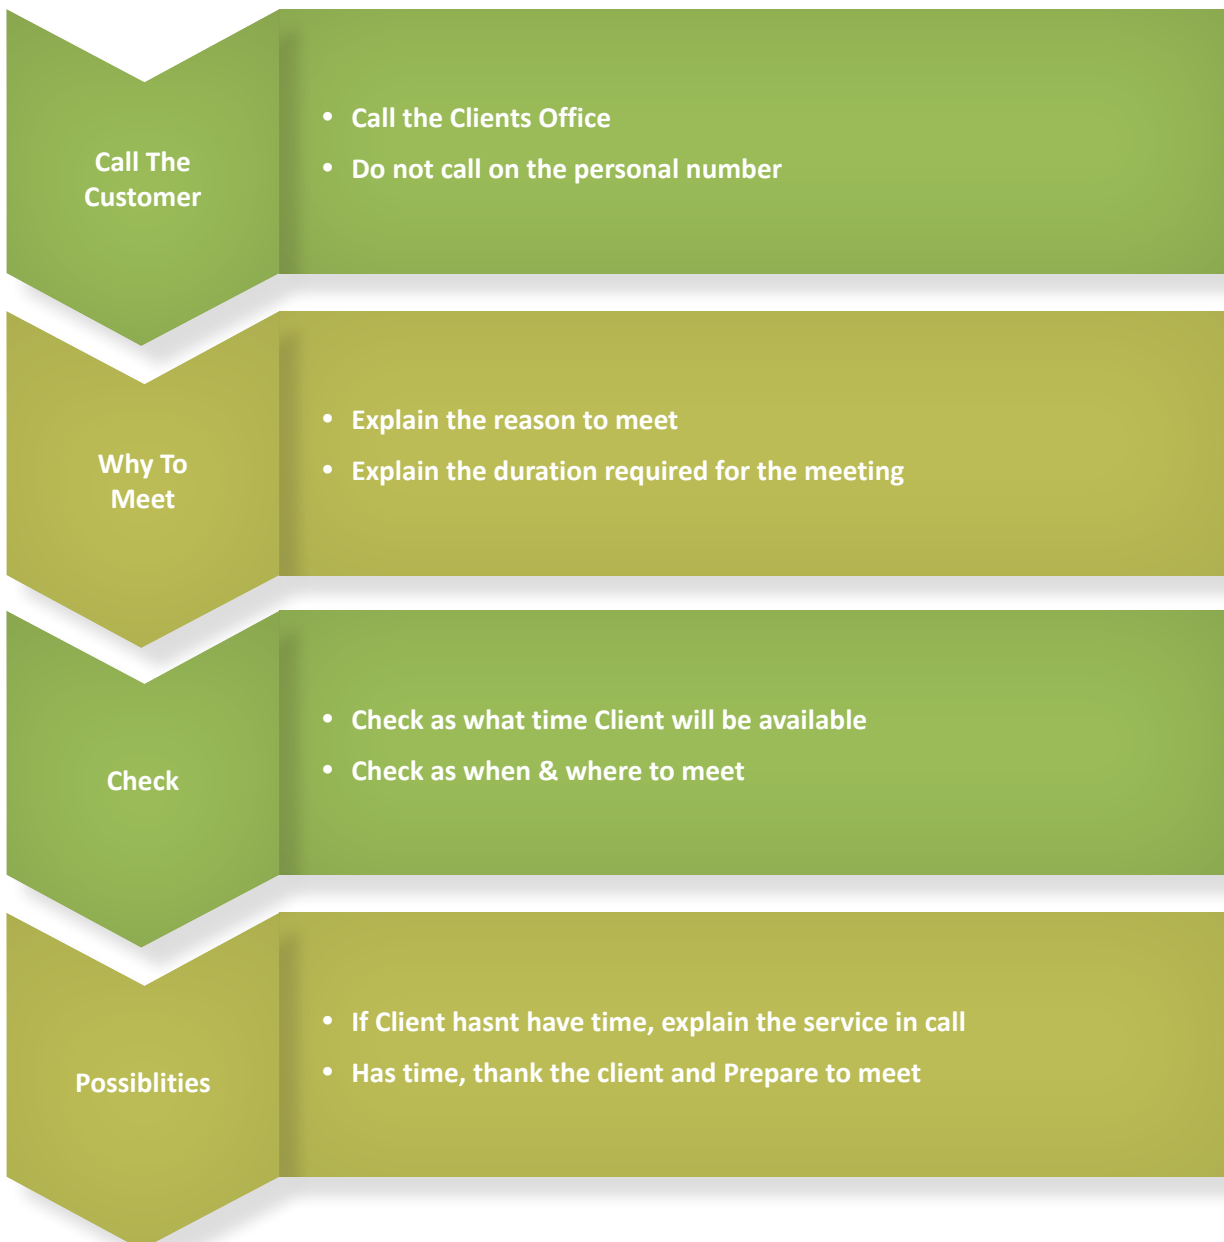 Call The
Customer
• Call the Clients Office
• Do not call on the personal number
Why To
Meet
• Explain the reason to meet
• Explain the duration required for the meeting
Check
• Check as what time Client will be available
• Check as when & where to meet
Possiblities
• If Client hasnt have time, explain the service in call
• Has time, thank the client and Prepare to meet